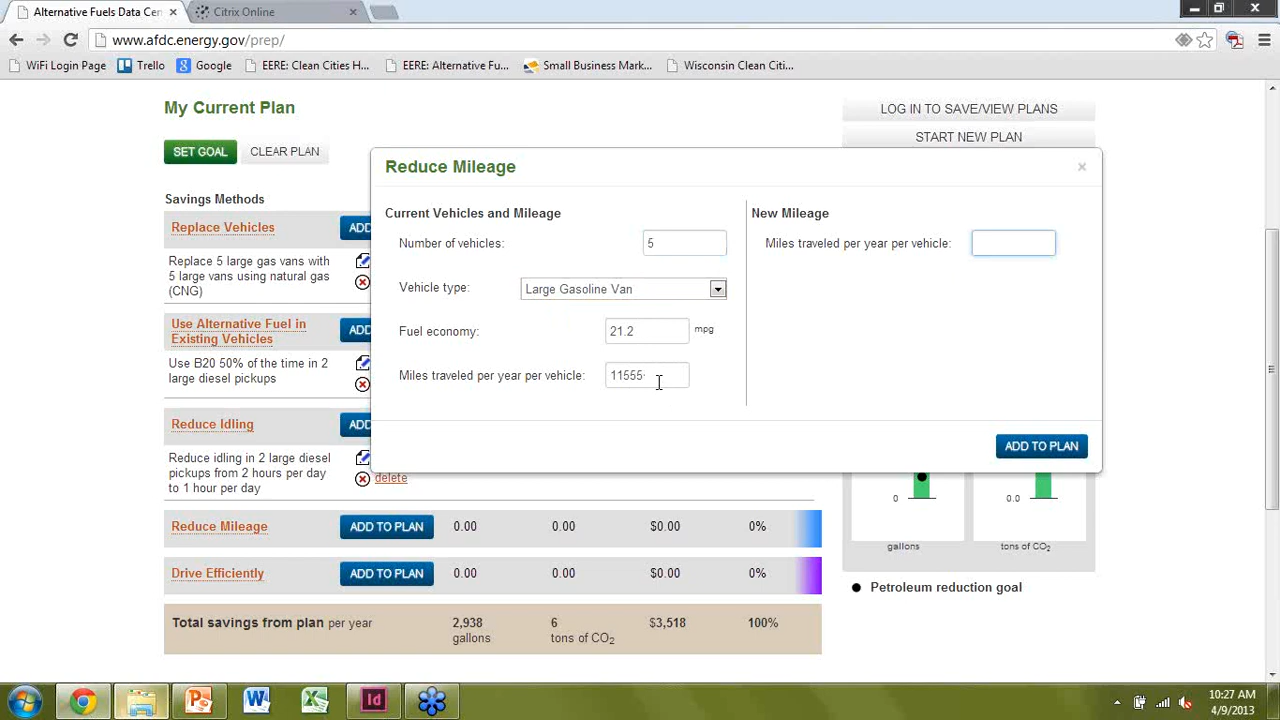 Alternative Fuels Data Cen
Citrix Online
www.afdc.energy.gov/prep/
WiFi Login Page
Trello
Google
EERE: Clean Cities H...
EERE: Alternative Fu...
Small Business Mark...
Wisconsin Clean Citi...
My Current Plan
SET GOAL
CLEAR PLAN
LOG IN TO SAVE/VIEW PLANS
START NEW PLAN
Savings Methods
Replace Vehicles
ADD
Replace 5 large gas vans with
5 large vans using natural gas
(CNG)
Use Alternative Fuel in
Existing Vehicles
ADD
Use B20 50% of the time in 2
large diesel pickups
Reduce Idling
ADD
Reduce idling in 2 large diesel
pickups from 2 hours per day
to 1 hour per day
delete
Reduce Mileage
×
Current Vehicles and Mileage
Number of vehicles: 5
Vehicle type: Large Gasoline Van
Fuel economy: 21.2 mpg
Miles traveled per year per vehicle: 11555
New Mileage
Miles traveled per year per vehicle:
ADD TO PLAN
0
gallons
0.0
tons of CO2
Petroleum reduction goal
Reduce Mileage ADD TO PLAN 0.00 0.00 $0.00 0%
Drive Efficiently ADD TO PLAN 0.00 0.00 $0.00 0%
Total savings from plan per year 2,938 6 $3,518 100%
gallons tons of CO2
10:27 AM
4/9/2013